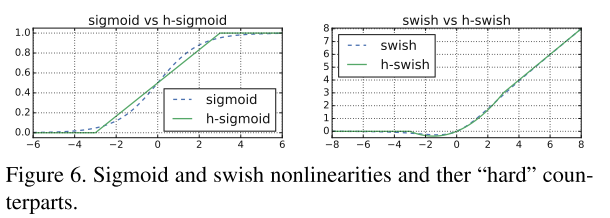 sigmoid vs h-sigmoid
1.0
0.8
0.6
0.4
0.2
0.0
sigmoid
h-sigmoid
−6 −4 −2 0 2 4 6
swish vs h-swish
8
7
6
5
4
3
2
1
0
swish
h-swish
−8 −6 −4 −2 0 2 4 6 8
Figure 6. Sigmoid and swish nonlinearities and ther “hard” coun-
terparts.